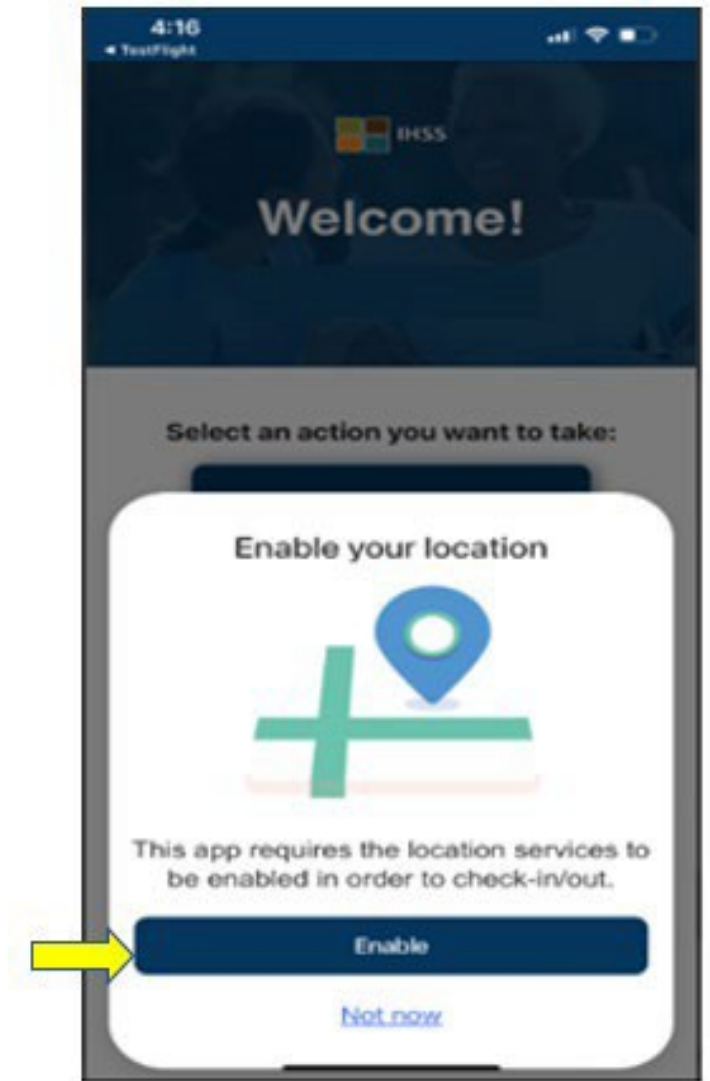 4:16
◀ TestFlight
IHSS
Welcome!
Select an action you want to take:
Enable your location
This app requires the location services to
be enabled in order to check-in/out.
Enable
Not now